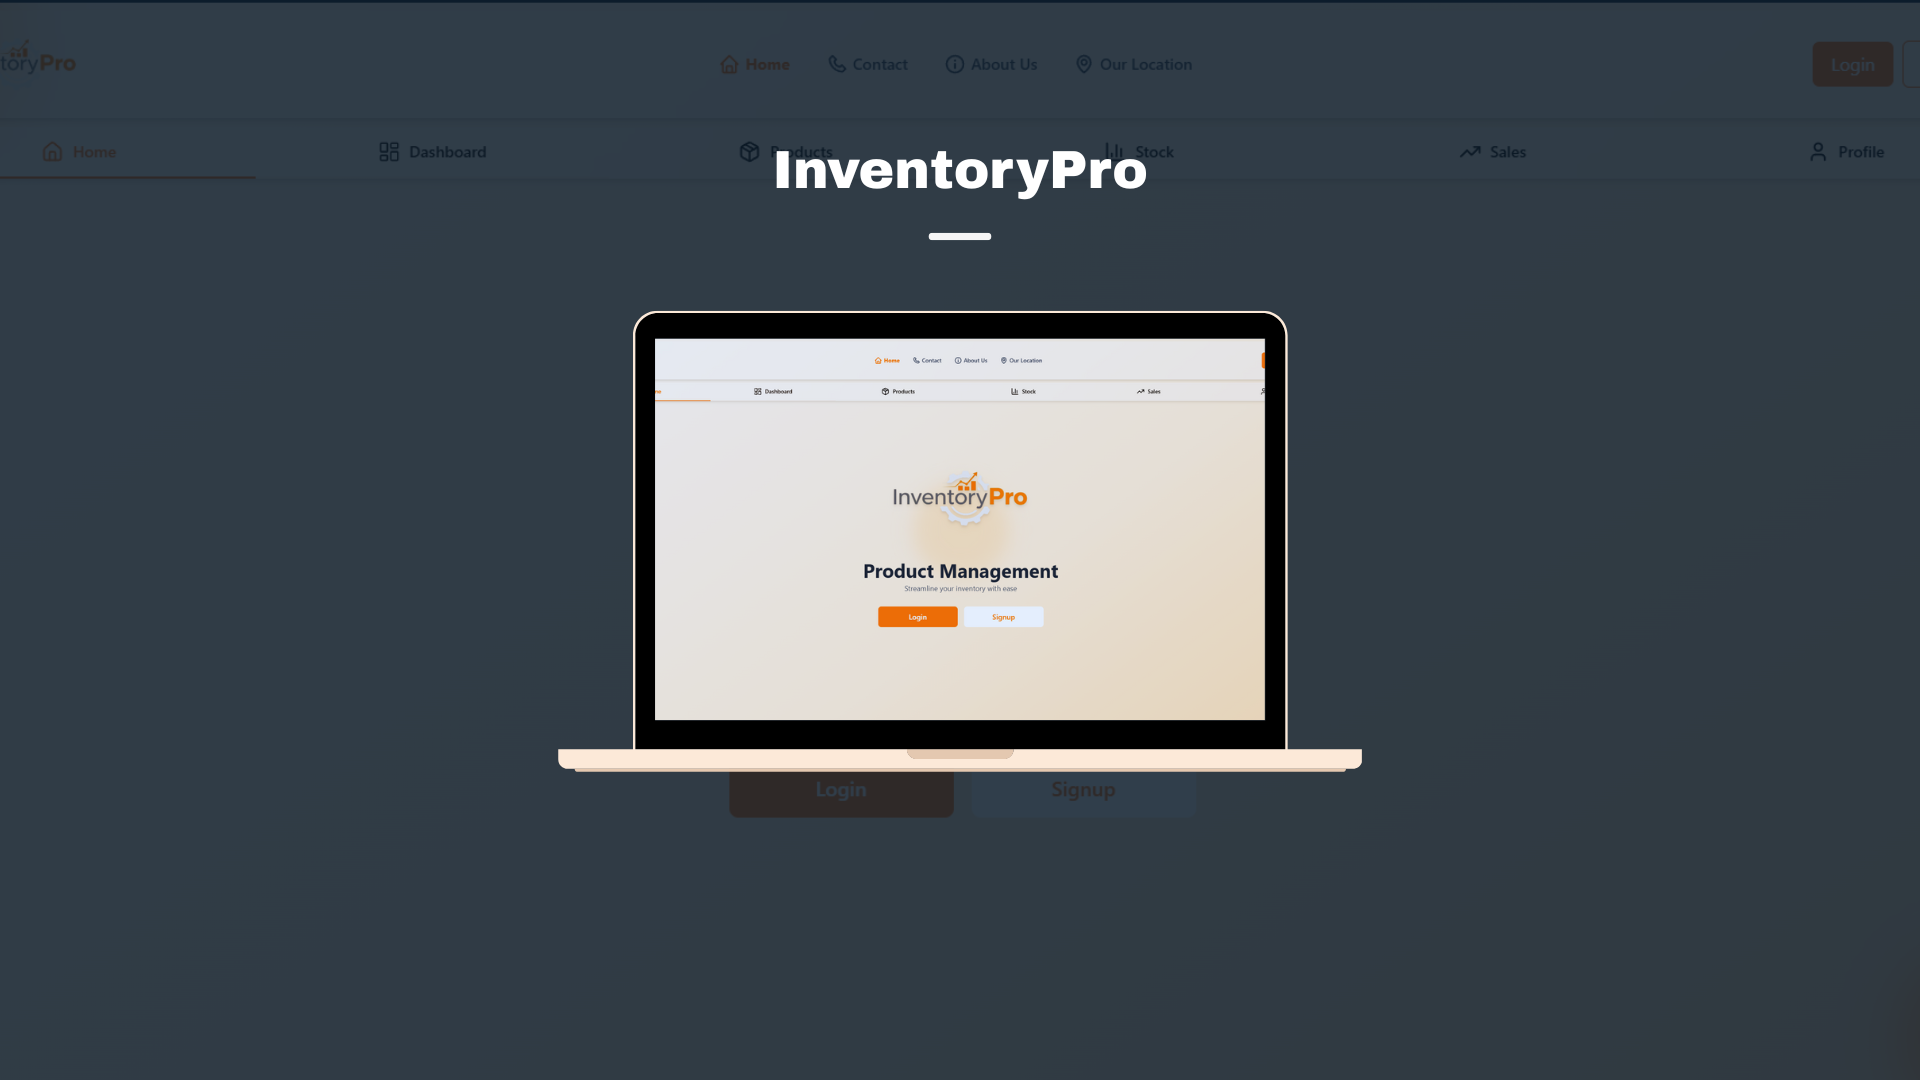 toryPro
Home Contact About Us Our Location Login
Home Dashboard Products Stock Sales Profile
InventoryPro
Home Contact About Us Our Location
Dashboard Products Stock Sales
InventoryPro
Product Management
Streamline your inventory with ease
Login Signup
Login Signup